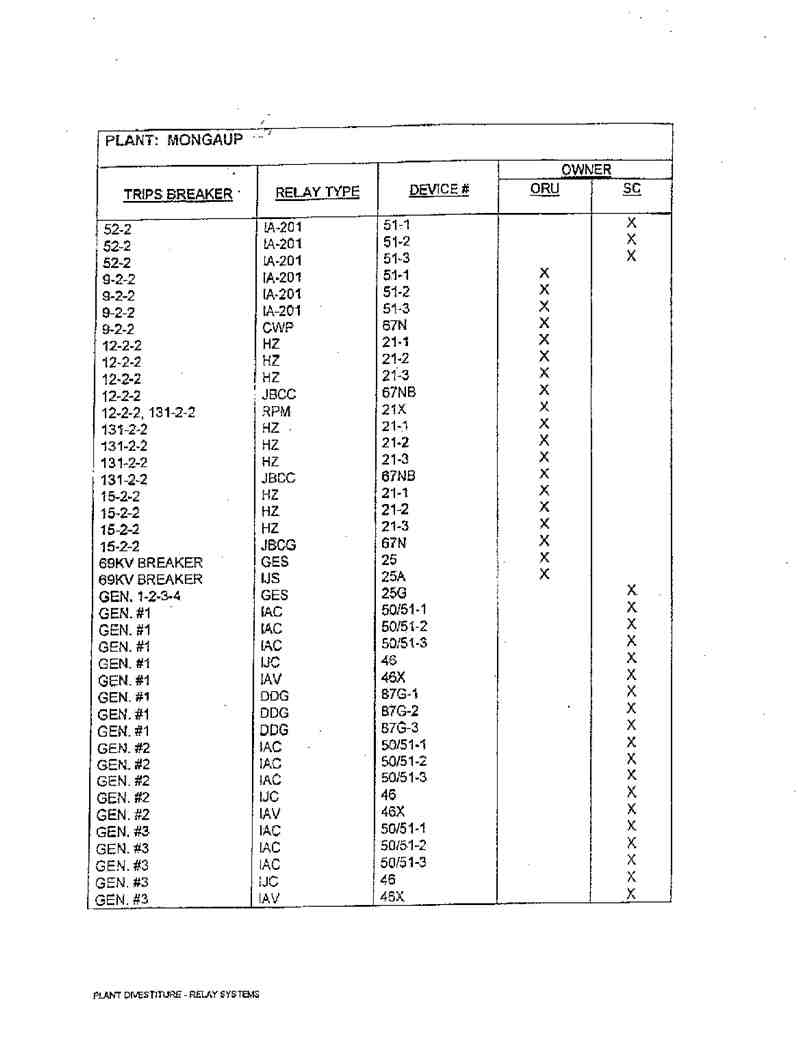 PLANT: MONGAUP
OWNER
TRIPS BREAKER RELAY TYPE DEVICE # ORU SC
52-2 IA-201 51-1 X
52-2 IA-201 51-2 X
52-2 IA-201 51-3 X
9-2-2 IA-201 51-1 X
9-2-2 IA-201 51-2 X
9-2-2 IA-201 51-3 X
9-2-2 CWP 67N X
12-2-2 HZ 21-1 X
12-2-2 HZ 21-2 X
12-2-2 HZ 21-3 X
12-2-2 JBCC 67NB X
12-2-2, 131-2-2 RPM 21X X
131-2-2 HZ 21-1 X
131-2-2 HZ 21-2 X
131-2-2 HZ 21-3 X
131-2-2 JBCC 67NB X
15-2-2 HZ 21-1 X
15-2-2 HZ 21-2 X
15-2-2 HZ 21-3 X
15-2-2 JBCG 67N X
69KV BREAKER GES 25 X
69KV BREAKER IJS 25A X
GEN. 1-2-3-4 GES 25G X
GEN. #1 IAC 50/51-1 X
GEN. #1 IAC 50/51-2 X
GEN. #1 IAC 50/51-3 X
GEN. #1 IJC 46 X
GEN. #1 IAV 46X X
GEN. #1 DDG 87G-1 X
GEN. #1 DDG 87G-2 X
GEN. #1 DDG 87G-3 X
GEN. #2 IAC 50/51-1 X
GEN. #2 IAC 50/51-2 X
GEN. #2 IAC 50/51-3 X
GEN. #2 IJC 46 X
GEN. #2 IAV 46X X
GEN. #3 IAC 50/51-1 X
GEN. #3 IAC 50/51-2 X
GEN. #3 IAC 50/51-3 X
GEN. #3 IJC 46 X
GEN. #3 IAV 46X X
PLANT DIVESTITURE - RELAY SYSTEMS